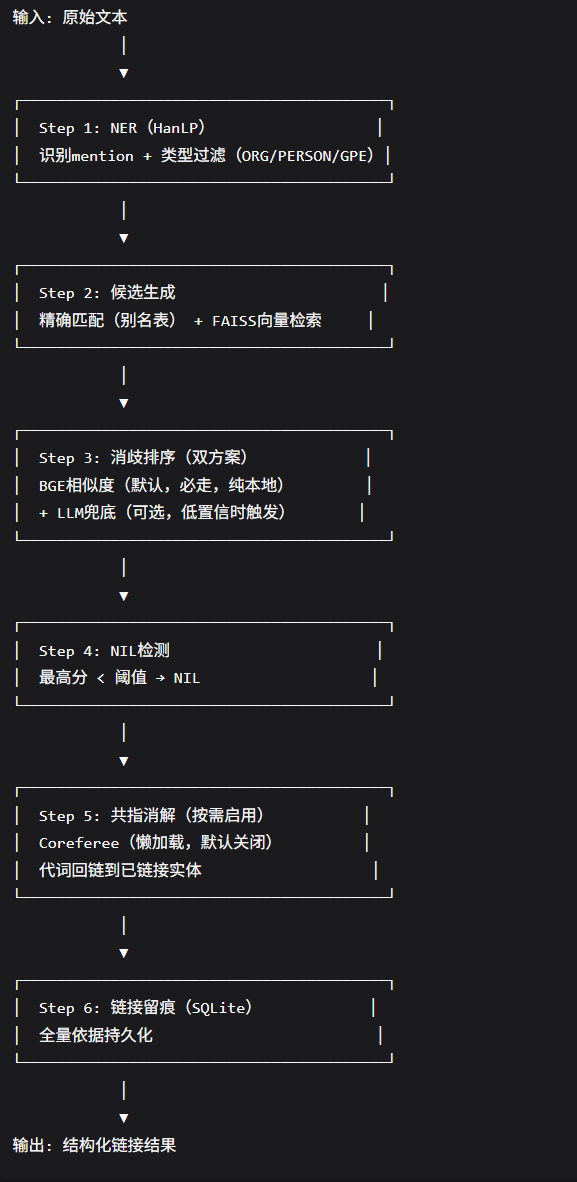 输入: 原始文本
Step 1: NER（HanLP）
识别mention + 类型过滤（ORG/PERSON/GPE）
Step 2: 候选生成
精确匹配（别名表） + FAISS向量检索
Step 3: 消歧排序（双方案）
BGE相似度（默认，必走，纯本地）
+ LLM兜底（可选，低置信时触发）
Step 4: NIL检测
最高分 < 阈值 → NIL
Step 5: 共指消解（按需启用）
Coreferee（懒加载，默认关闭）
代词回链到已链接实体
Step 6: 链接留痕（SQLite）
全量依据持久化
输出: 结构化链接结果